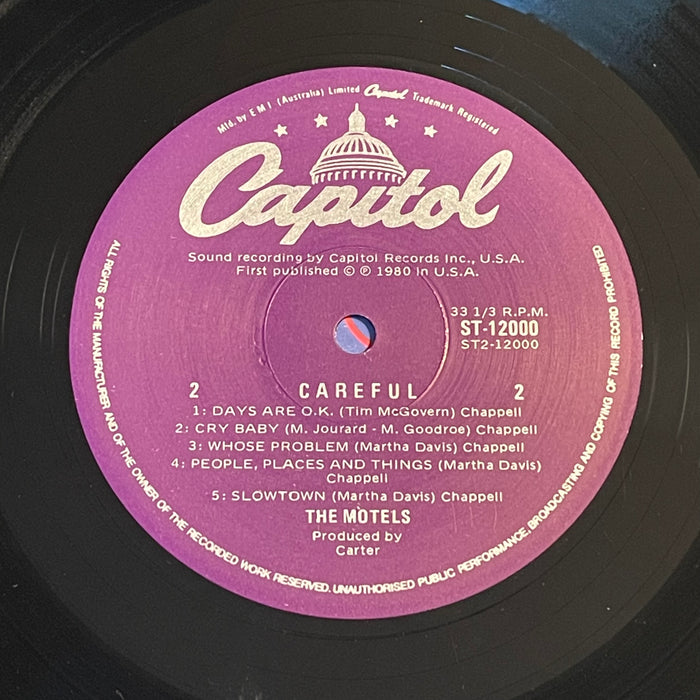 Mfd. by E M I (Australia) Limited Capitol Trademark Registered
Capitol
Sound recording by Capitol Records Inc., U.S.A.
First published © ℗ 1980 in U.S.A.
33 1/3 R.P.M.
ST-12000
ST2-12000
2 CAREFUL 2
1: DAYS ARE O.K. (Tim McGovern) Chappell
2: CRY BABY (M. Jourard - M. Goodroe) Chappell
3: WHOSE PROBLEM (Martha Davis) Chappell
4: PEOPLE, PLACES AND THINGS (Martha Davis)
Chappell
5: SLOWTOWN (Martha Davis) Chappell
THE MOTELS
Produced by
Carter
ALL RIGHTS OF THE MANUFACTURER AND OF THE OWNER OF THE RECORDED WORK RESERVED. UNAUTHORISED PUBLIC PERFORMANCE, BROADCASTING AND COPYING OF THIS RECORD PROHIBITED